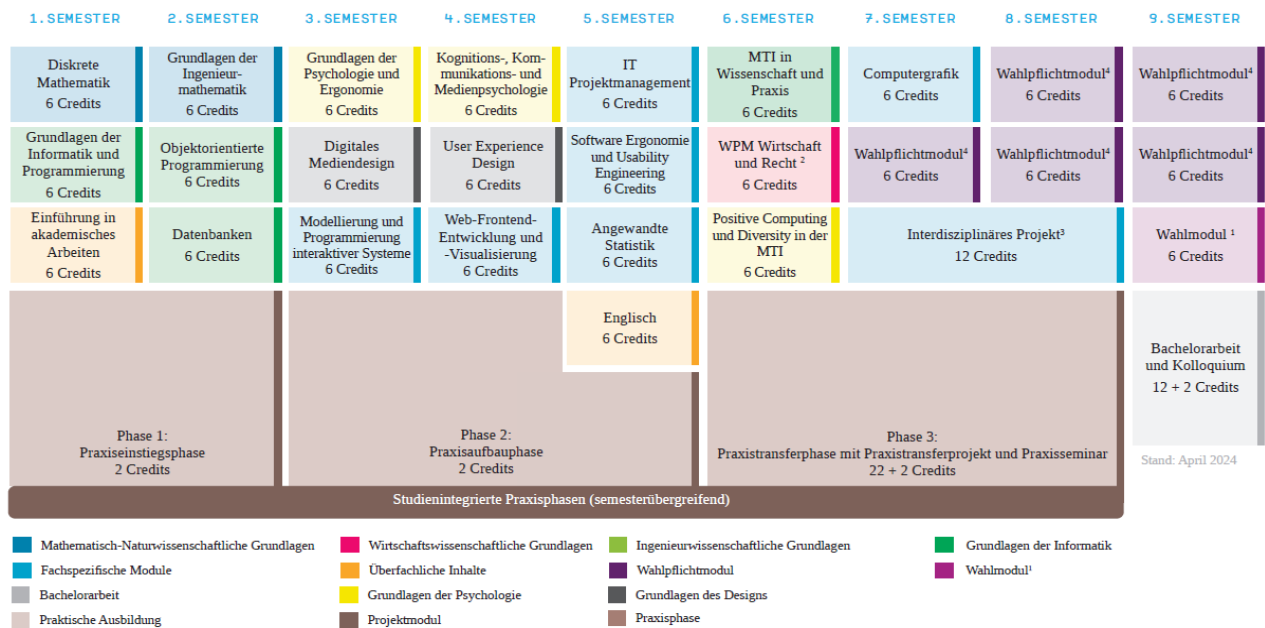 1.SEMESTER
2.SEMESTER
3.SEMESTER
4.SEMESTER
5.SEMESTER
6.SEMESTER
7.SEMESTER
8.SEMESTER
9.SEMESTER
Diskrete
Mathematik
6 Credits
Grundlagen der
Ingenieur-
mathematik
6 Credits
Grundlagen der
Psychologie und
Ergonomie
6 Credits
Kognitions-, Kom-
munikations- und
Medienpsychologie
6 Credits
IT
Projektmanagement
6 Credits
MTI in
Wissenschaft und
Praxis
6 Credits
Computergrafik
6 Credits
Wahlpflichtmodul⁴
6 Credits
Wahlpflichtmodul⁴
6 Credits
Grundlagen der
Informatik und
Programmierung
6 Credits
Objektorientierte
Programmierung
6 Credits
Digitales
Mediendesign
6 Credits
User Experience
Design
6 Credits
Software Ergonomie
und Usability
Engineering
6 Credits
WPM Wirtschaft
und Recht ²
6 Credits
Wahlpflichtmodul⁴
6 Credits
Wahlpflichtmodul⁴
6 Credits
Wahlpflichtmodul⁴
6 Credits
Einführung in
akademisches
Arbeiten
6 Credits
Datenbanken
6 Credits
Modellierung und
Programmierung
interaktiver Systeme
6 Credits
Web-Frontend-
Entwicklung und
-Visualisierung
6 Credits
Angewandte
Statistik
6 Credits
Positive Computing
und Diversity in der
MTI
6 Credits
Interdisziplinäres Projekt³
12 Credits
Wahlmodul ¹
6 Credits
Englisch
6 Credits
Bachelorarbeit
und Kolloquium
12 + 2 Credits
Phase 1:
Praxiseinstiegsphase
2 Credits
Phase 2:
Praxisaufbauphase
2 Credits
Phase 3:
Praxistransferphase mit Praxistransferprojekt und Praxisseminar
22 + 2 Credits
Stand: April 2024
Studienintegrierte Praxisphasen (semesterübergreifend)
Mathematisch-Naturwissenschaftliche Grundlagen
Wirtschaftswissenschaftliche Grundlagen
Ingenieurwissenschaftliche Grundlagen
Grundlagen der Informatik
Fachspezifische Module
Überfachliche Inhalte
Wahlpflichtmodul
Wahlmodul¹
Bachelorarbeit
Grundlagen der Psychologie
Grundlagen des Designs
Praktische Ausbildung
Projektmodul
Praxisphase